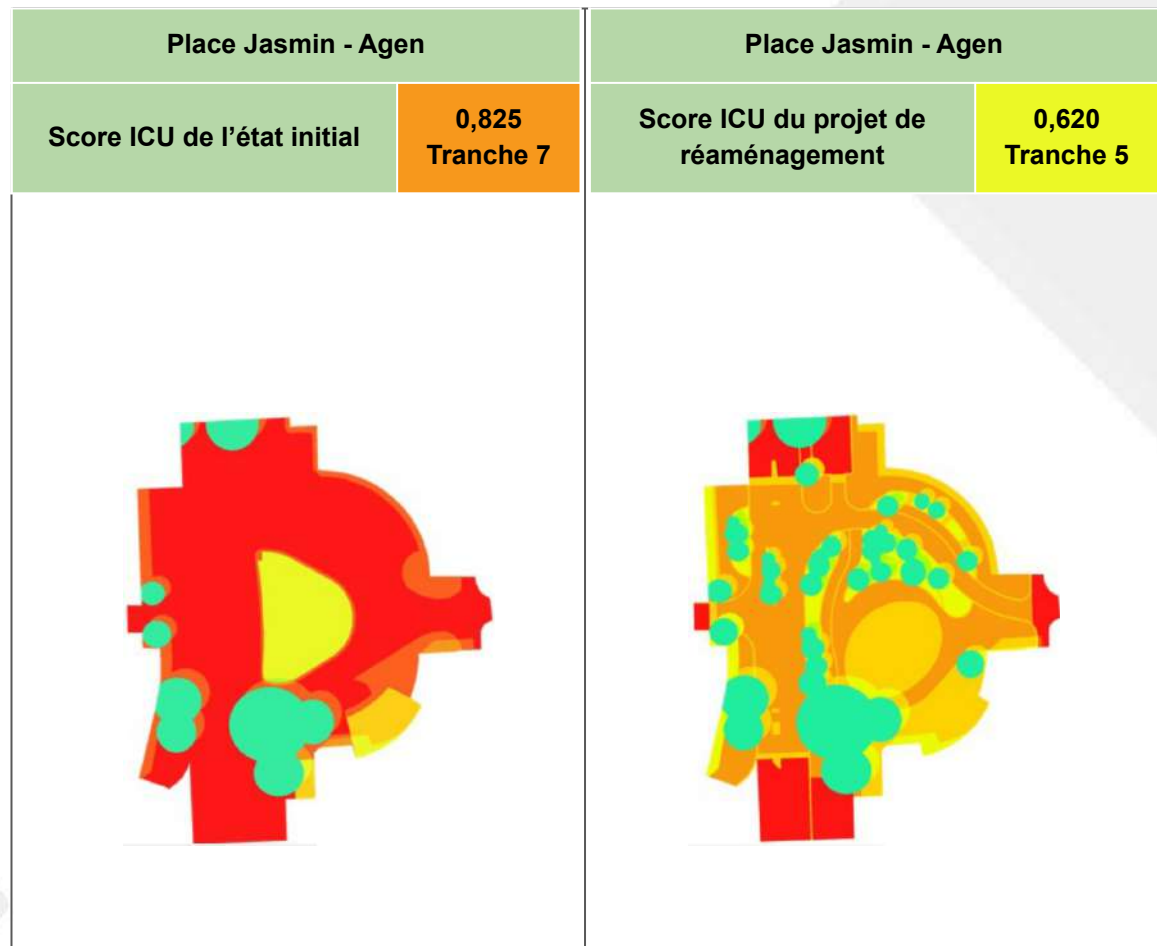 Place Jasmin - Agen
Score ICU de l’état initial
0,825
Tranche 7
Place Jasmin - Agen
Score ICU du projet de
réaménagement
0,620
Tranche 5